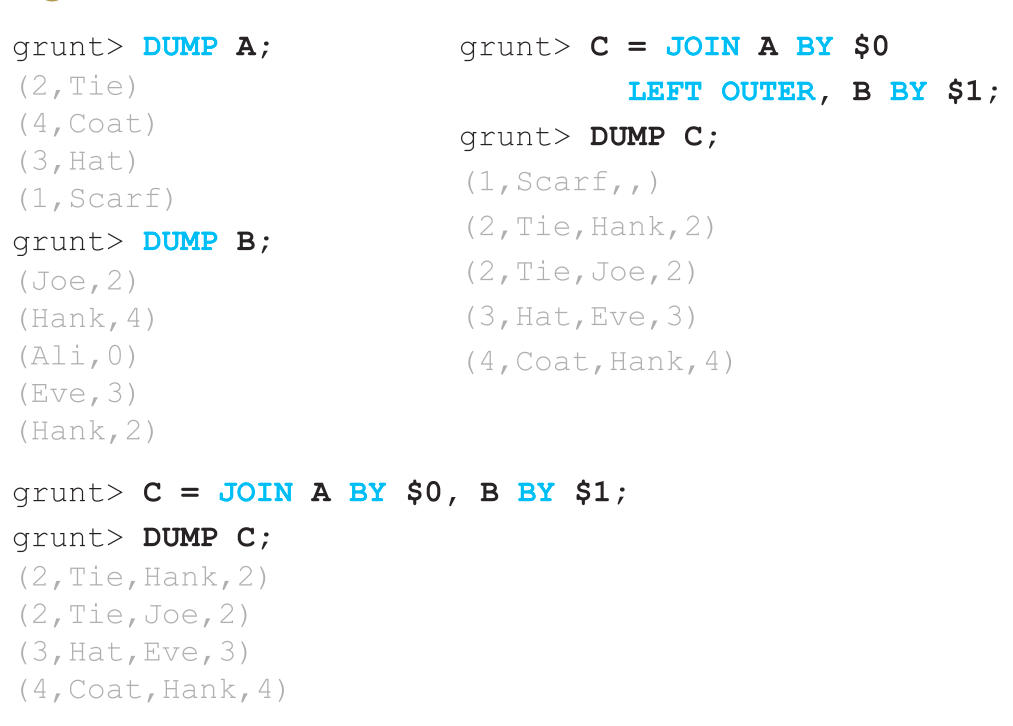 grunt> DUMP A;
(2,Tie)
(4,Coat)
(3,Hat)
(1,Scarf)
grunt> DUMP B;
(Joe,2)
(Hank,4)
(Ali,0)
(Eve,3)
(Hank,2)
grunt> C = JOIN A BY $0
LEFT OUTER, B BY $1;
grunt> DUMP C;
(1,Scarf,,)
(2,Tie,Hank,2)
(2,Tie,Joe,2)
(3,Hat,Eve,3)
(4,Coat,Hank,4)
grunt> C = JOIN A BY $0, B BY $1;
grunt> DUMP C;
(2,Tie,Hank,2)
(2,Tie,Joe,2)
(3,Hat,Eve,3)
(4,Coat,Hank,4)